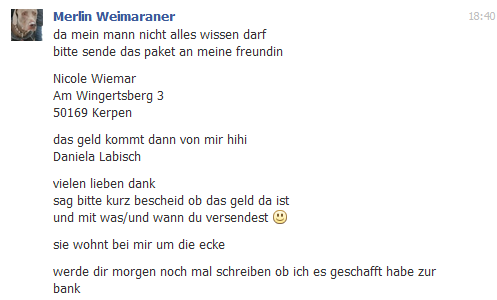 Merlin Weimaraner
18:40
da mein mann nicht alles wissen darf
bitte sende das paket an meine freundin
Nicole Wiemar
Am Wingertsberg 3
50169 Kerpen
das geld kommt dann von mir hihi
Daniela Labisch
vielen lieben dank
sag bitte kurz bescheid ob das geld da ist
und mit was/und wann du versendest
sie wohnt bei mir um die ecke
werde dir morgen noch mal schreiben ob ich es geschafft habe zur
bank